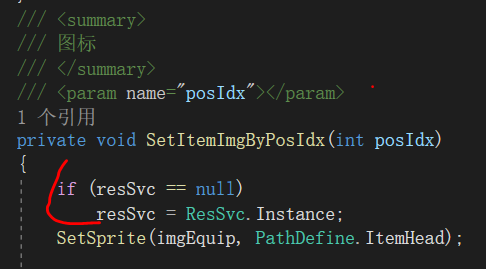 /// <summary>
/// 图标
/// </summary>
/// <param name="posIdx"></param>
1 个引用
private void SetItemImgByPosIdx(int posIdx)
{
if (resSvc == null)
resSvc = ResSvc.Instance;
SetSprite(imgEquip, PathDefine.ItemHead);